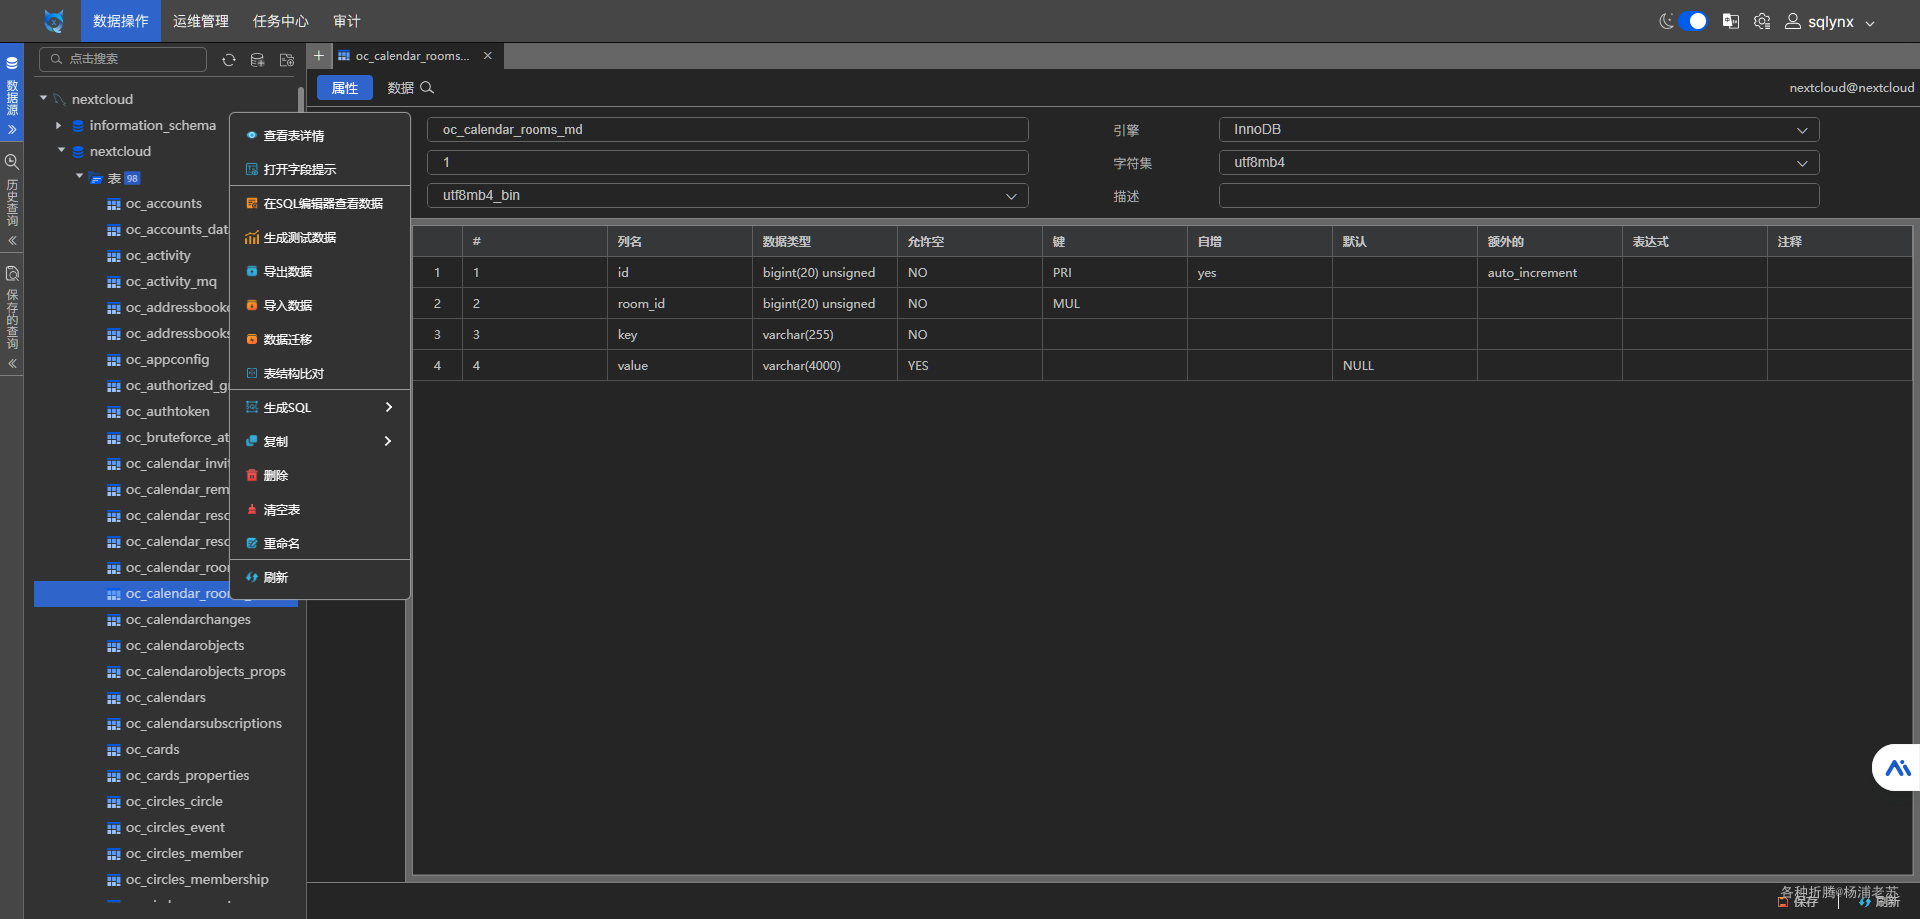 数据操作 运维管理 任务中心 审计 sqlynx
点击搜索
oc_calendar_rooms...
属性 数据 nextcloud@nextcloud
数据源
历史查询
保存的查询
nextcloud
information_schema
nextcloud
表 98
oc_accounts
oc_accounts_dat
oc_activity
oc_activity_mq
oc_addressbook
oc_addressbooks
oc_appconfig
oc_authorized_g
oc_authtoken
oc_bruteforce_at
oc_calendar_invit
oc_calendar_rem
oc_calendar_resc
oc_calendar_resc
oc_calendar_roo
oc_calendar_roo
oc_calendarchanges
oc_calendarobjects
oc_calendarobjects_props
oc_calendars
oc_calendarsubscriptions
oc_cards
oc_cards_properties
oc_circles_circle
oc_circles_event
oc_circles_member
oc_circles_membership
查看表详情
打开字段提示
在SQL编辑器查看数据
生成测试数据
导出数据
导入数据
数据迁移
表结构比对
生成SQL
复制
删除
清空表
重命名
刷新
oc_calendar_rooms_md 引擎 InnoDB
1 字符集 utf8mb4
utf8mb4_bin 描述
# 列名 数据类型 允许空 键 自增 默认 额外的 表达式 注释
1 1 id bigint(20) unsigned NO PRI yes auto_increment
2 2 room_id bigint(20) unsigned NO MUL
3 3 key varchar(255) NO
4 4 value varchar(4000) YES NULL
各种折腾@杨浦老苏
保存 刷新